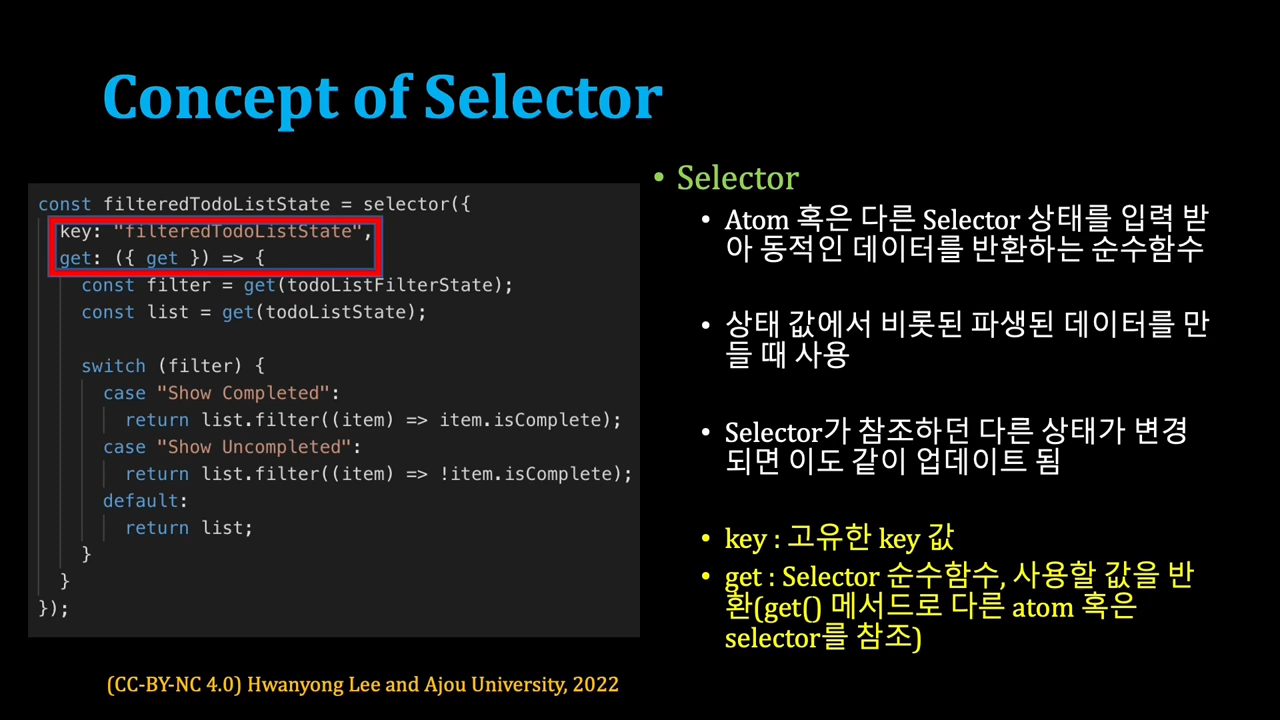 Concept of Selector
const filteredTodoListState = selector({
key: "filteredTodoListState",
get: ({ get }) => {
const filter = get(todoListFilterState);
const list = get(todoListState);
switch (filter) {
case "Show Completed":
return list.filter((item) => item.isComplete);
case "Show Uncompleted":
return list.filter((item) => !item.isComplete);
default:
return list;
}
}
});
• Selector
• Atom 혹은 다른 Selector 상태를 입력 받
아 동적인 데이터를 반환하는 순수함수
• 상태 값에서 비롯된 파생된 데이터를 만
들 때 사용
• Selector가 참조하던 다른 상태가 변경
되면 이도 같이 업데이트 됨
• key : 고유한 key 값
• get : Selector 순수함수, 사용할 값을 반
환(get() 메서드로 다른 atom 혹은
selector를 참조)
(CC-BY-NC 4.0) Hwanyong Lee and Ajou University, 2022